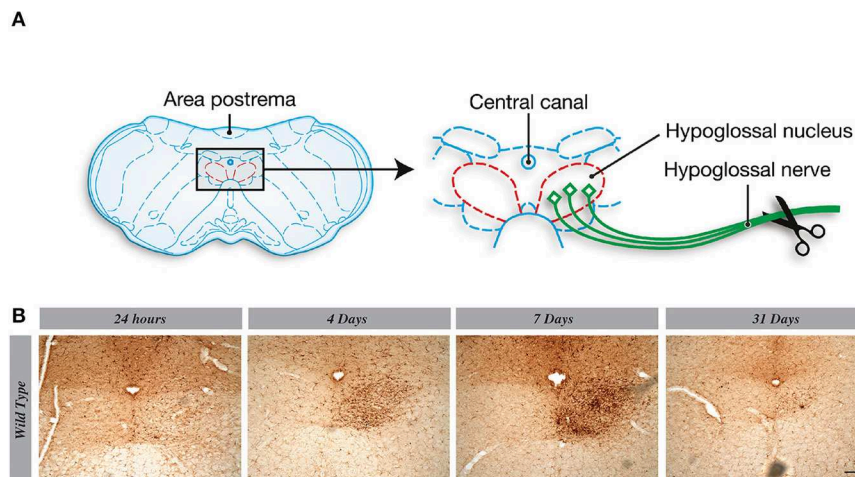 A
Area postrema
Central canal
Hypoglossal nucleus
Hypoglossal nerve
B
24 hours
4 Days
7 Days
31 Days
Wild Type